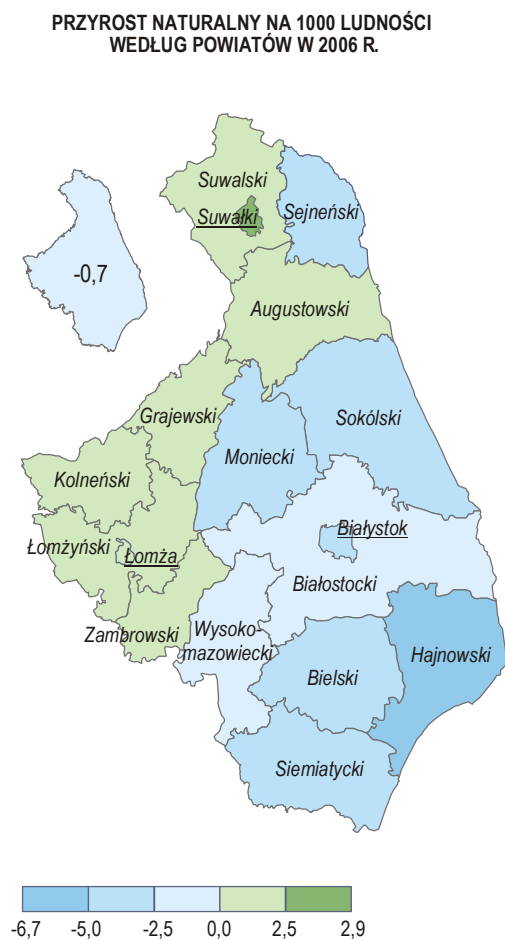 PRZYROST NATURALNY NA 1000 LUDNOŚCI
WEDŁUG POWIATÓW W 2006 R.
Suwalski
Suwałki
Sejneński
-0,7
Augustowski
Grajewski
Sokólski
Moniecki
Kolneński
Białystok
Łomżyński
Łomża
Białostocki
Zambrowski
Wysoko-
mazowiecki
Hajnowski
Bielski
Siemiatycki
-6,7 -5,0 -2,5 0,0 2,5 2,9